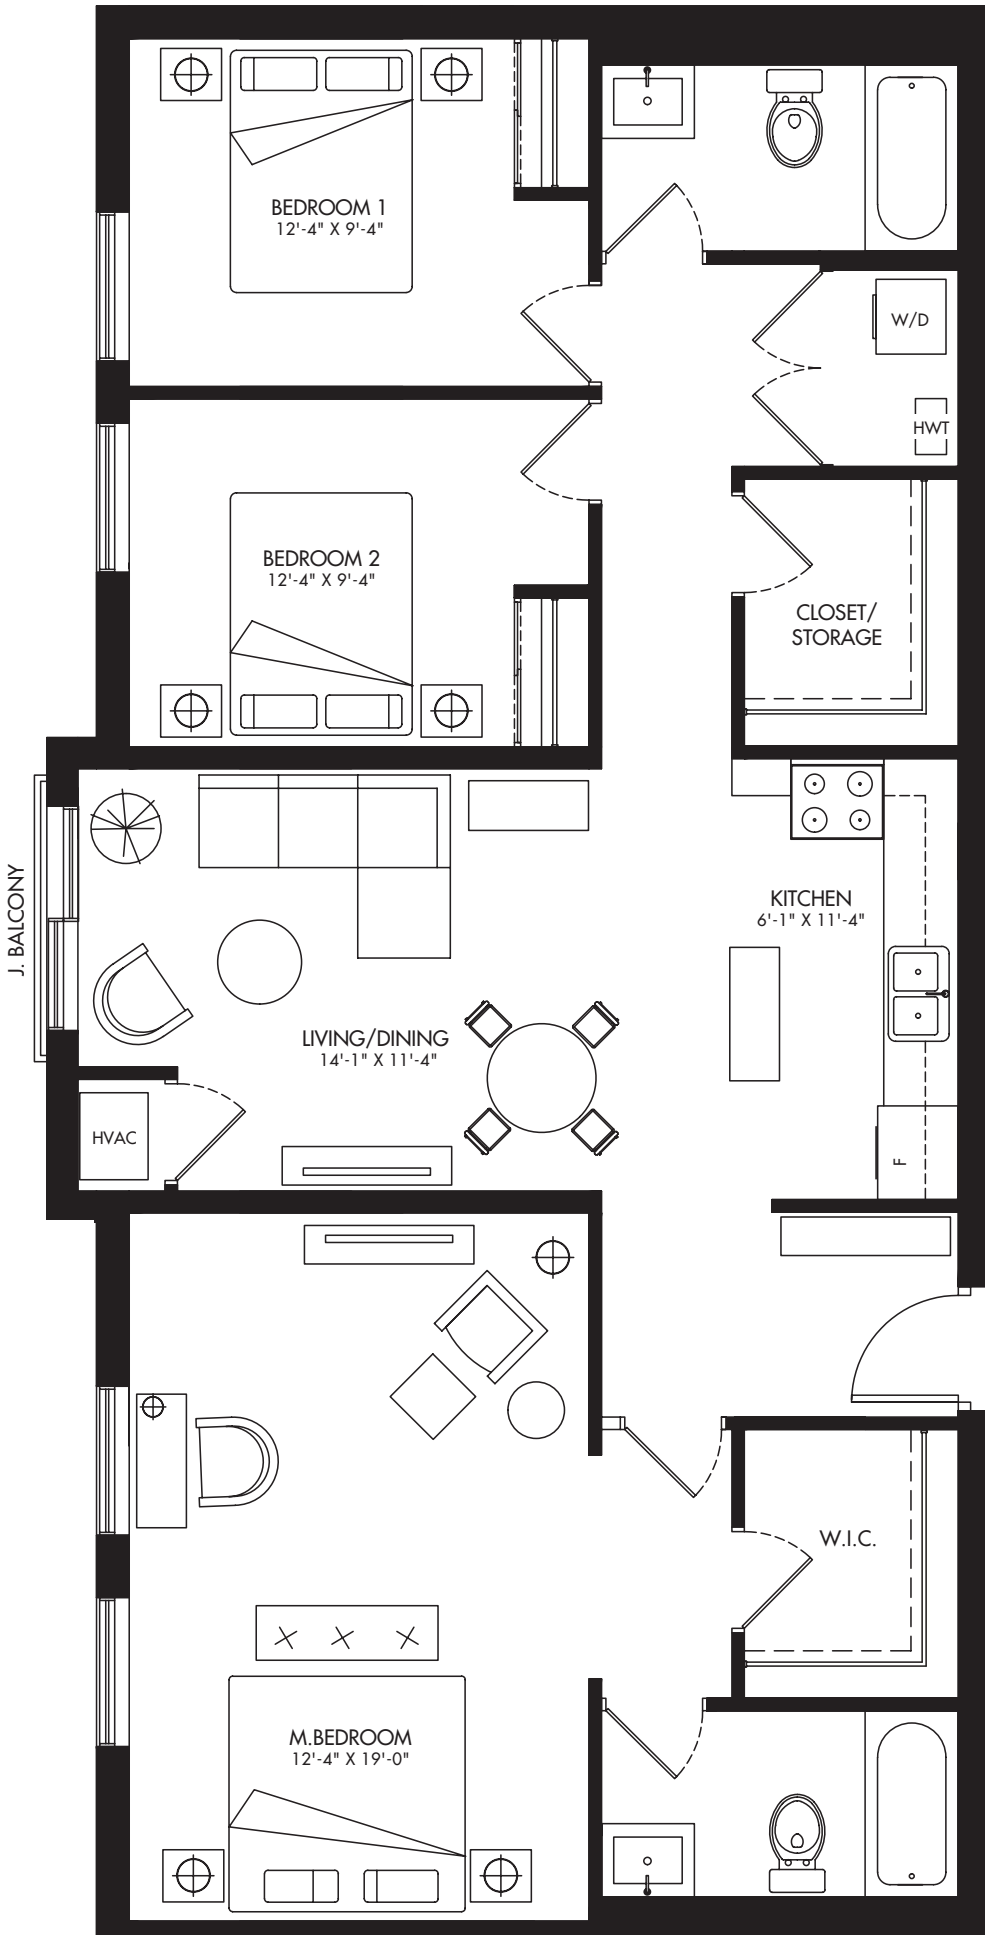 BEDROOM 1
12'-4" X 9'-4"
W/D
HWT
BEDROOM 2
12'-4" X 9'-4"
CLOSET/
STORAGE
J. BALCONY
KITCHEN
6'-1" X 11'-4"
LIVING/DINING
14'-1" X 11'-4"
HVAC
F
W.I.C.
M.BEDROOM
12'-4" X 19'-0"